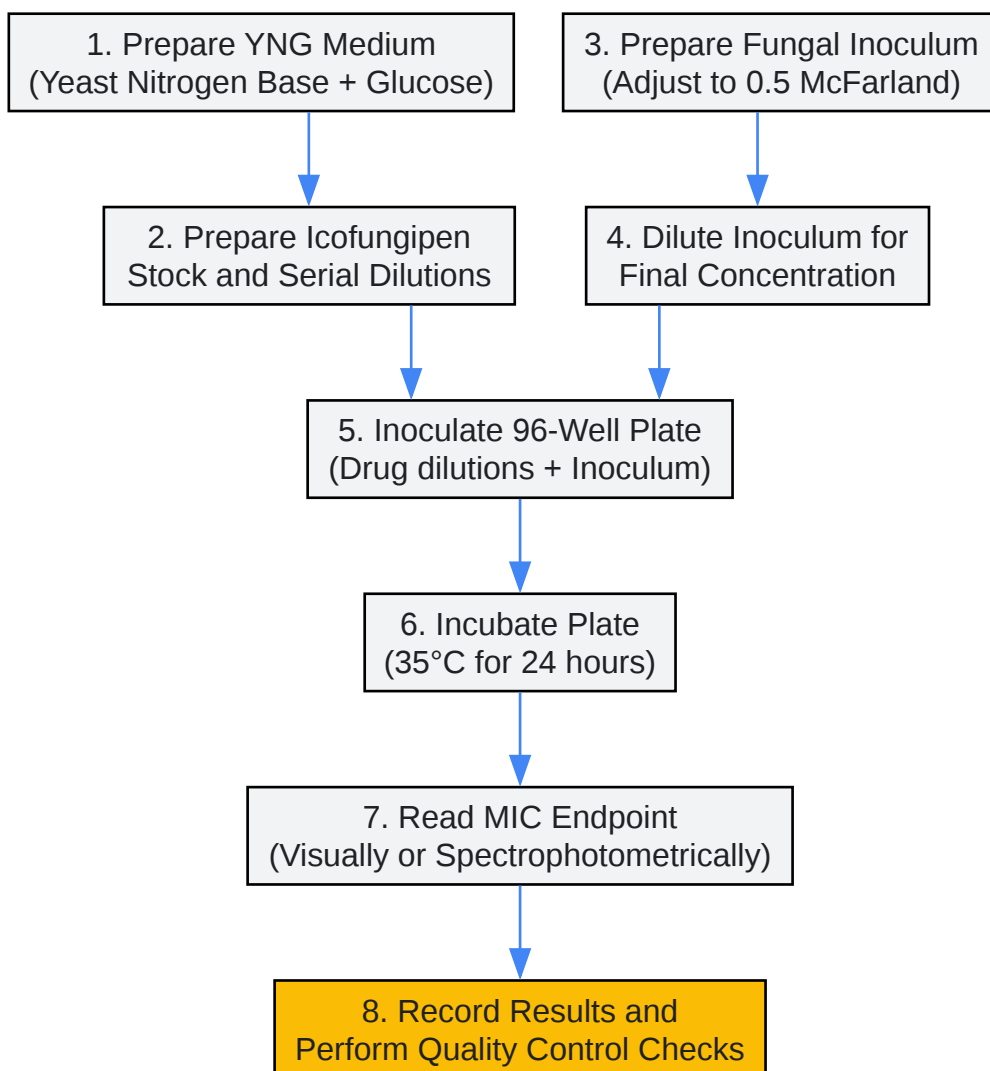 1. Prepare YNG Medium
(Yeast Nitrogen Base + Glucose)
3. Prepare Fungal Inoculum
(Adjust to 0.5 McFarland)
2. Prepare Icofungipen
Stock and Serial Dilutions
4. Dilute Inoculum for
Final Concentration
5. Inoculate 96-Well Plate
(Drug dilutions + Inoculum)
6. Incubate Plate
(35°C for 24 hours)
7. Read MIC Endpoint
(Visually or Spectrophotometrically)
8. Record Results and
Perform Quality Control Checks